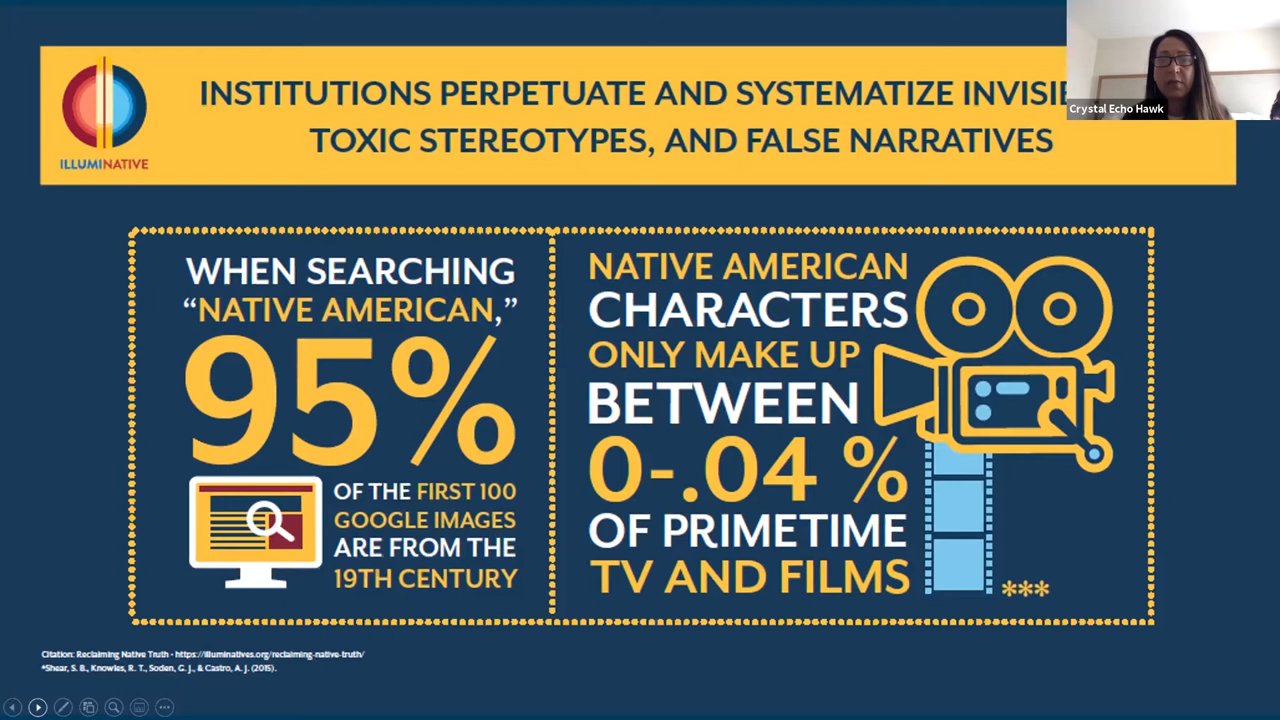 INSTITUTIONS PERPETUATE AND SYSTEMATIZE
TOXIC STEREOTYPES, AND FALSE NARRATIVES
ILLUMINATIVE
Crystal Echo Hawk
WHEN SEARCHING
“NATIVE AMERICAN,”
95%
OF THE FIRST 100
GOOGLE IMAGES
ARE FROM THE
19TH CENTURY
NATIVE AMERICAN
CHARACTERS
ONLY MAKE UP
BETWEEN
0-.04 %
OF PRIMETIME
TV AND FILMS
***
Citation: Reclaiming Native Truth - https://illuminatives.org/reclaiming-native-truth/
*Shear, S. B., Knowles, R. T., Soden, G. J., & Castro, A. J. (2015).